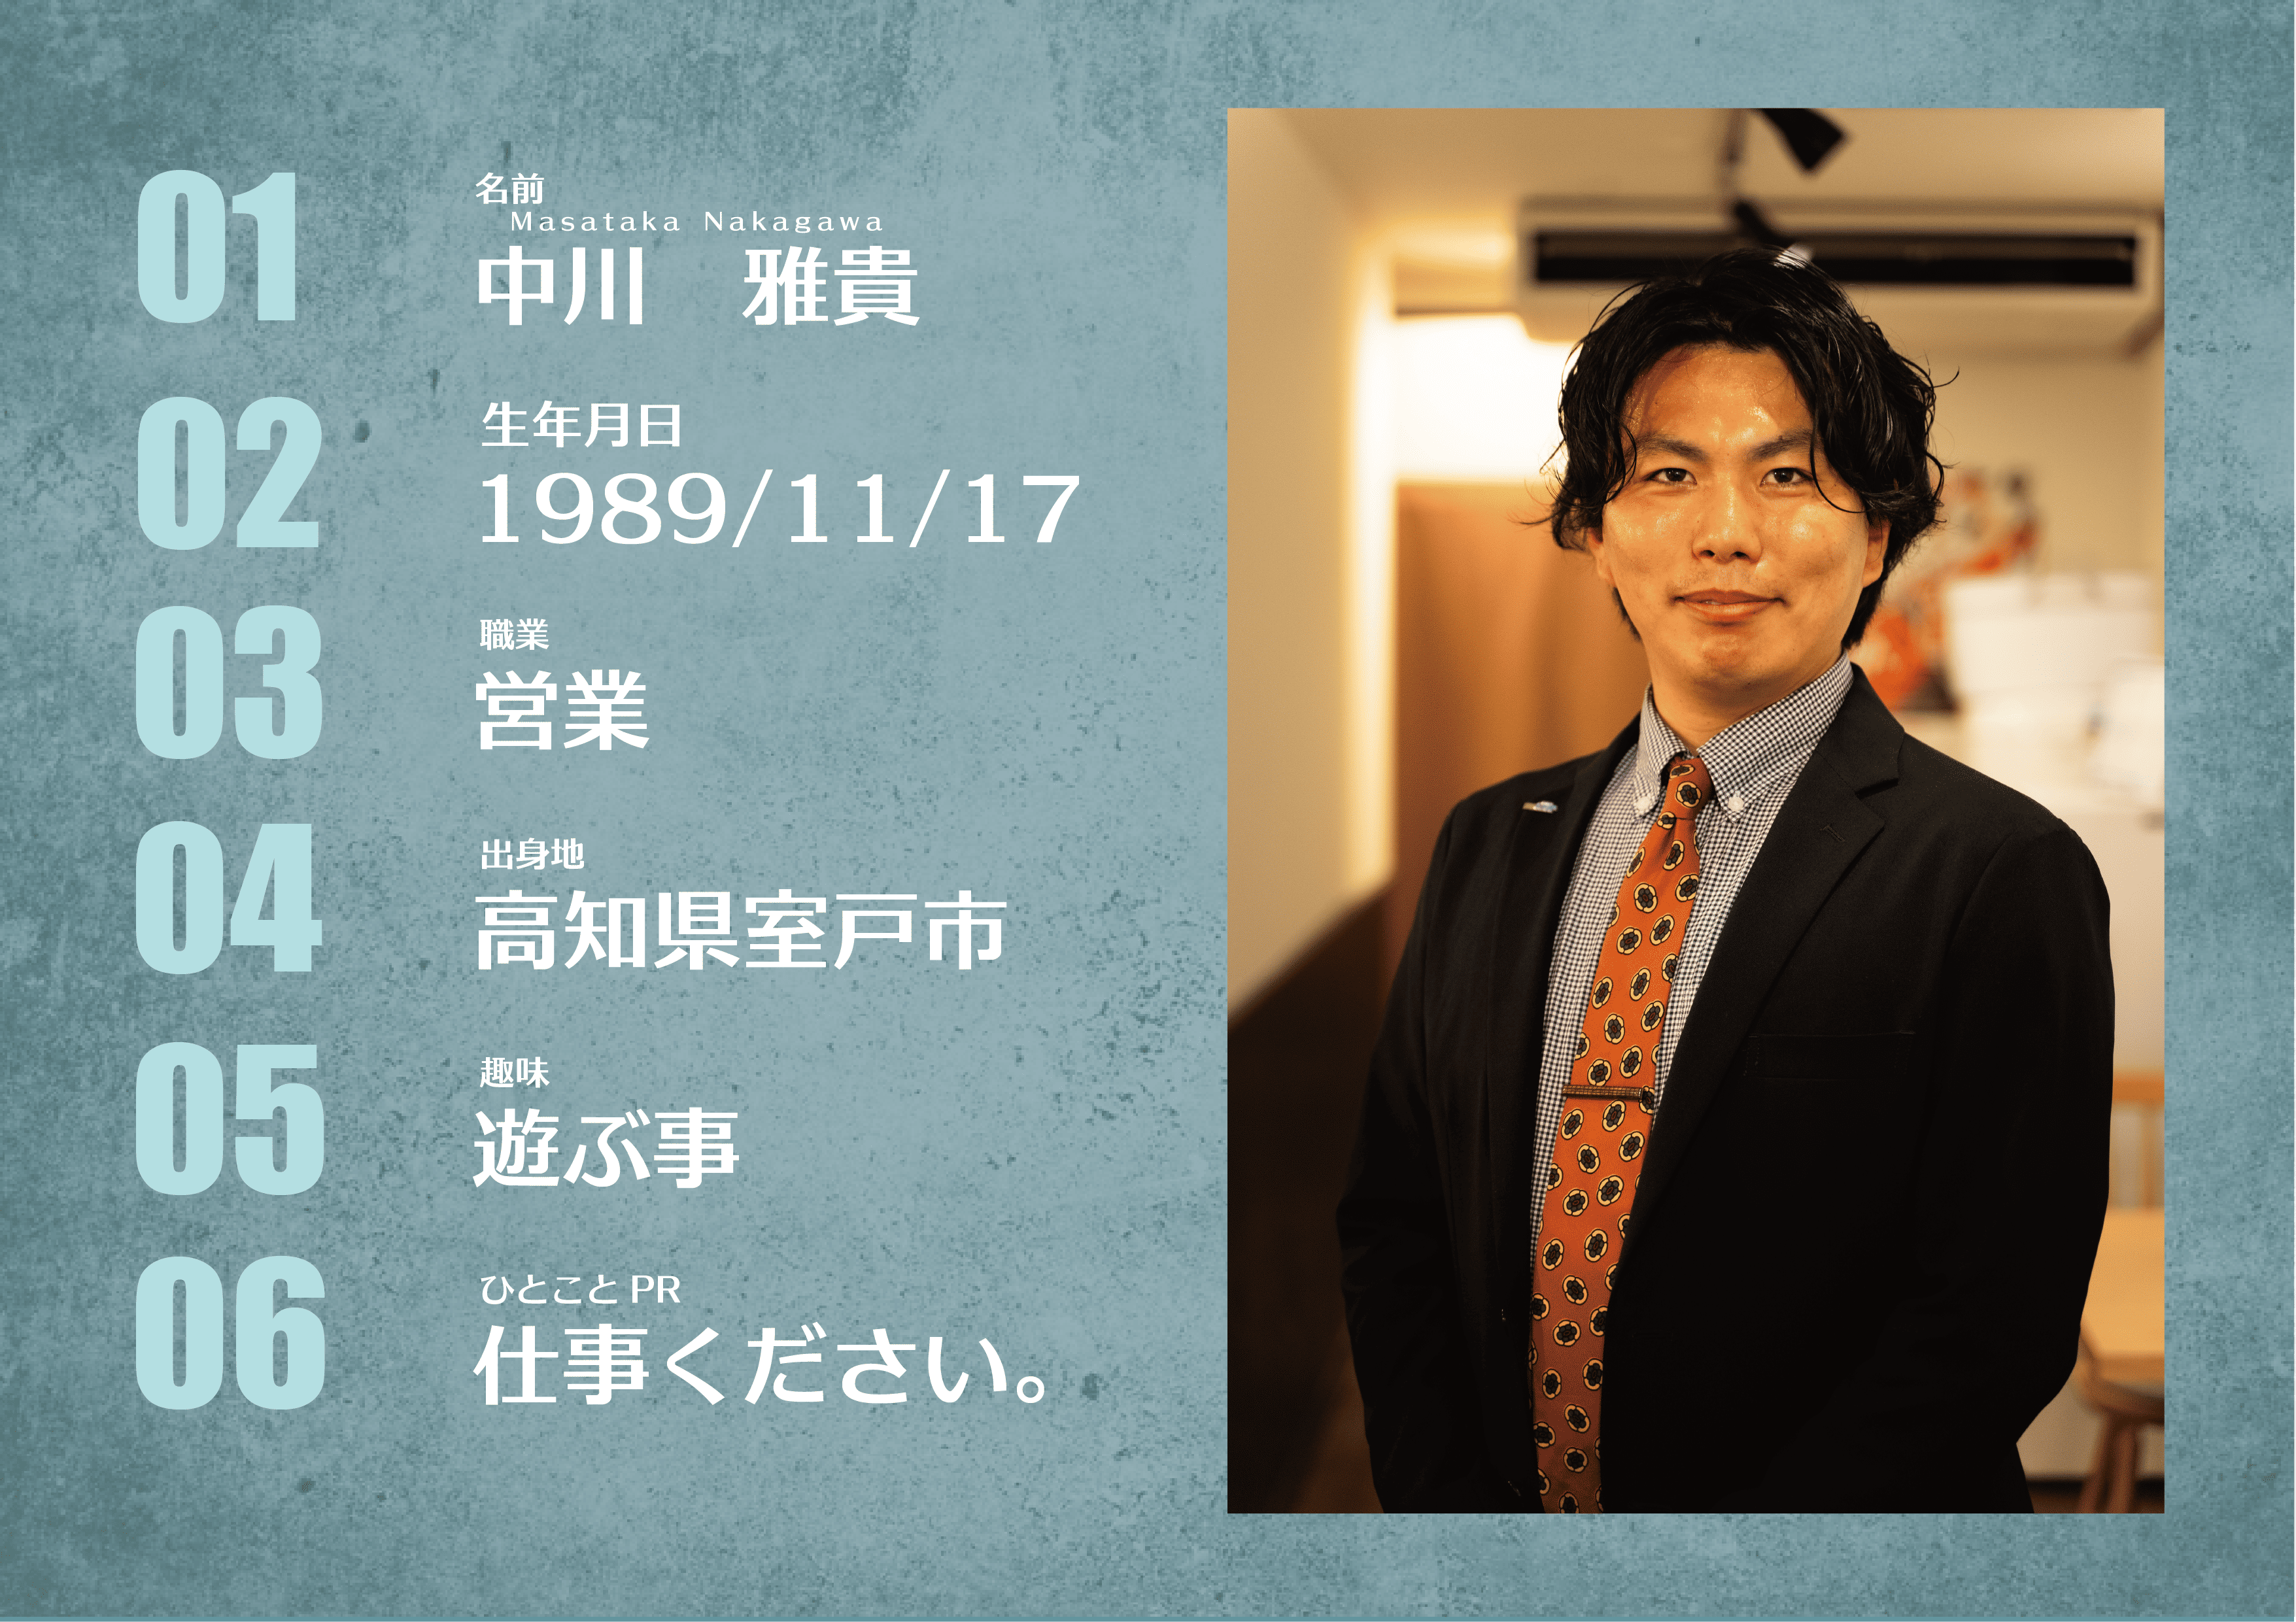 01
名前
Masataka Nakagawa
中川　雅貴
02
生年月日
1989/11/17
03
職業
営業
04
出身地
高知県室戸市
05
趣味
遊ぶ事
06
ひとこと PR
仕事ください。